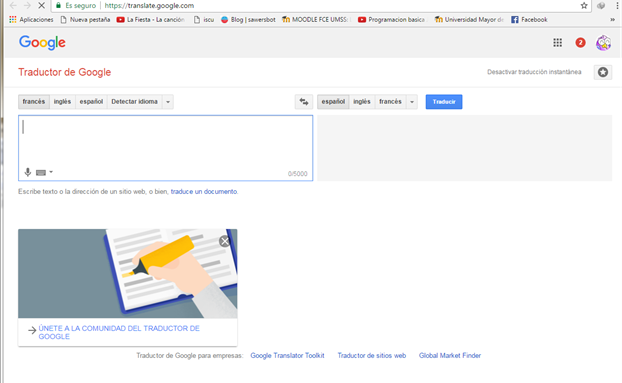 Es seguro | https://translate.google.com
Aplicaciones Nueva pestaña La Fiesta - La canción iscu Blog | sawersbot MOODLE FCE UMSS: Programacion basica Universidad Mayor de Facebook »
Google 2
Traductor de Google Desactivar traducción instantánea
francés inglés español Detectar idioma español inglés francés Traducir
0/5000
Escribe texto o la dirección de un sitio web, o bien, traduce un documento.
ÚNETE A LA COMUNIDAD DEL TRADUCTOR DE
GOOGLE
Traductor de Google para empresas: Google Translator Toolkit Traductor de sitios web Global Market Finder